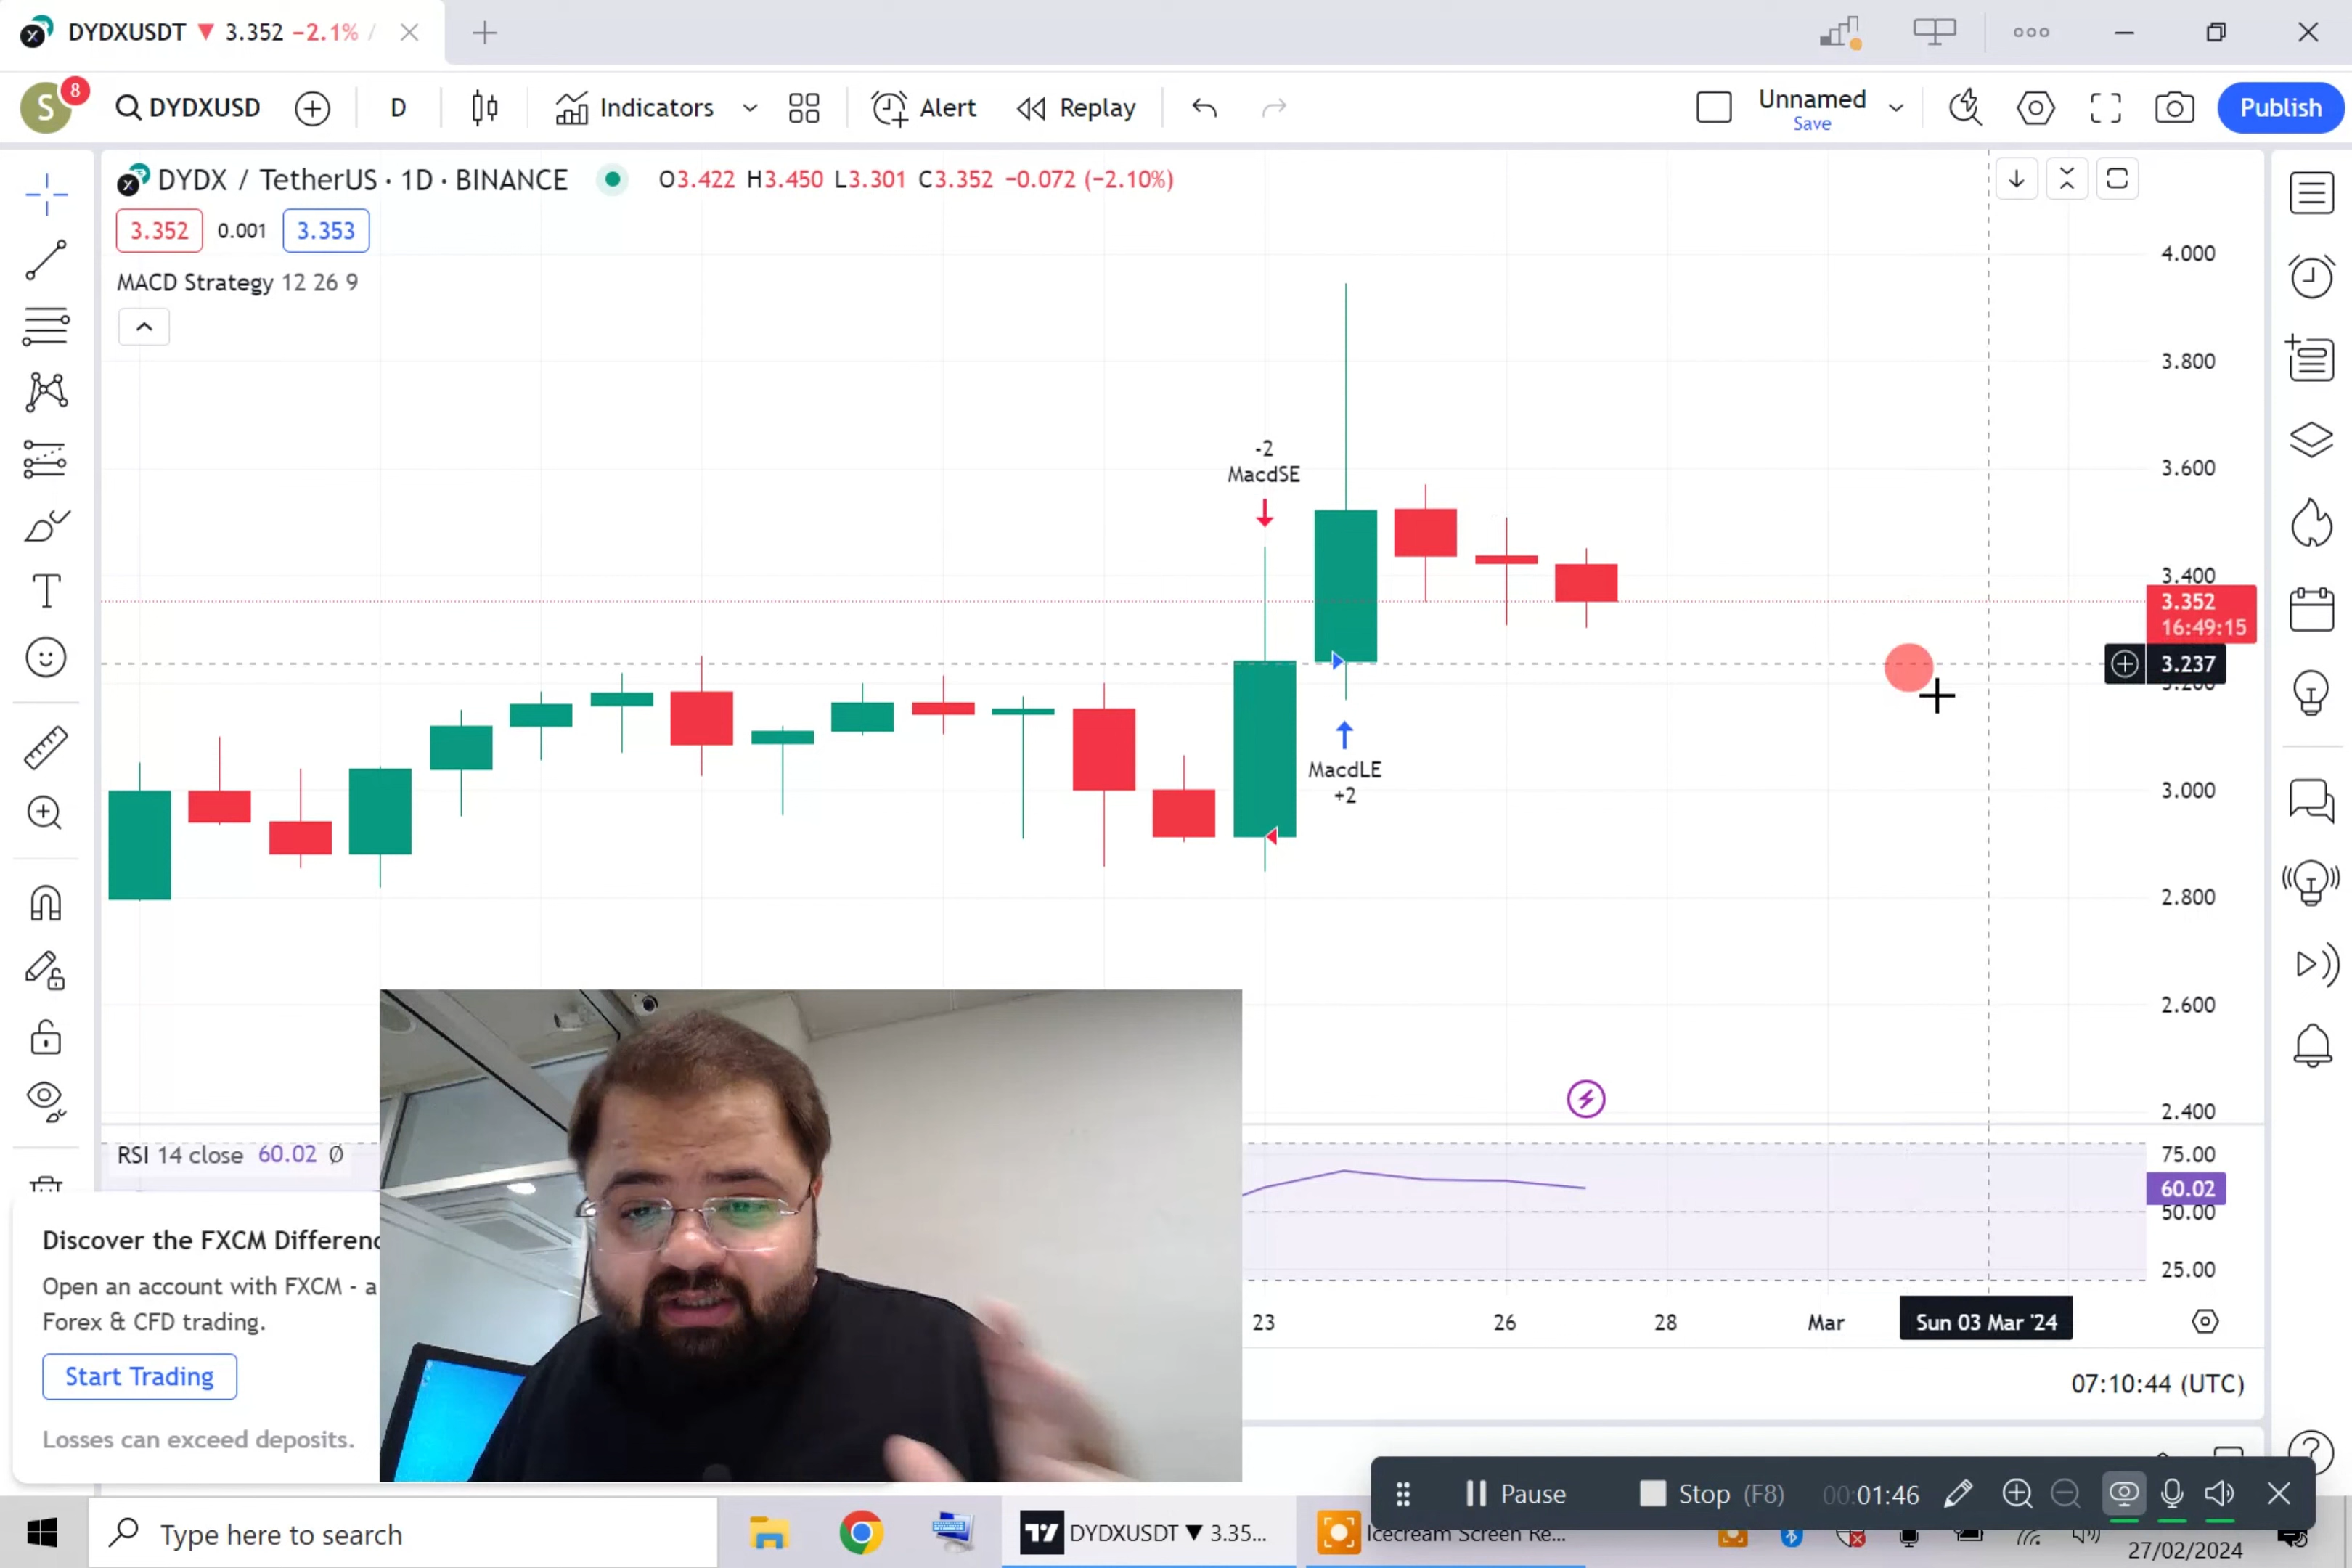 DYDXUSDT ▼ 3.352 −2.1% /
S 8 DYDXUSD D Indicators Alert Replay Unnamed Save Publish
DYDX / TetherUS · 1D · BINANCE O3.422 H3.450 L3.301 C3.352 −0.072 (−2.10%)
3.352 0.001 3.353
MACD Strategy 12 26 9
4.000
3.800
-2
MacdSE
3.600
3.400
3.352
16:49:15
3.237
MacdLE
+2
3.000
2.800
2.600
2.400
RSI 14 close 60.02 Ø
75.00
60.02
50.00
25.00
Discover the FXCM
Open an account with FXCM - a
Forex & CFD trading.
Start Trading
Losses can exceed deposits.
23 26 28 Mar Sun 03 Mar '24
07:10:44 (UTC)
Pause Stop (F8) 00:01:46
Type here to search
DYDXUSDT ▼ 3.35...
Icecream Screen Re...
27/02/2024